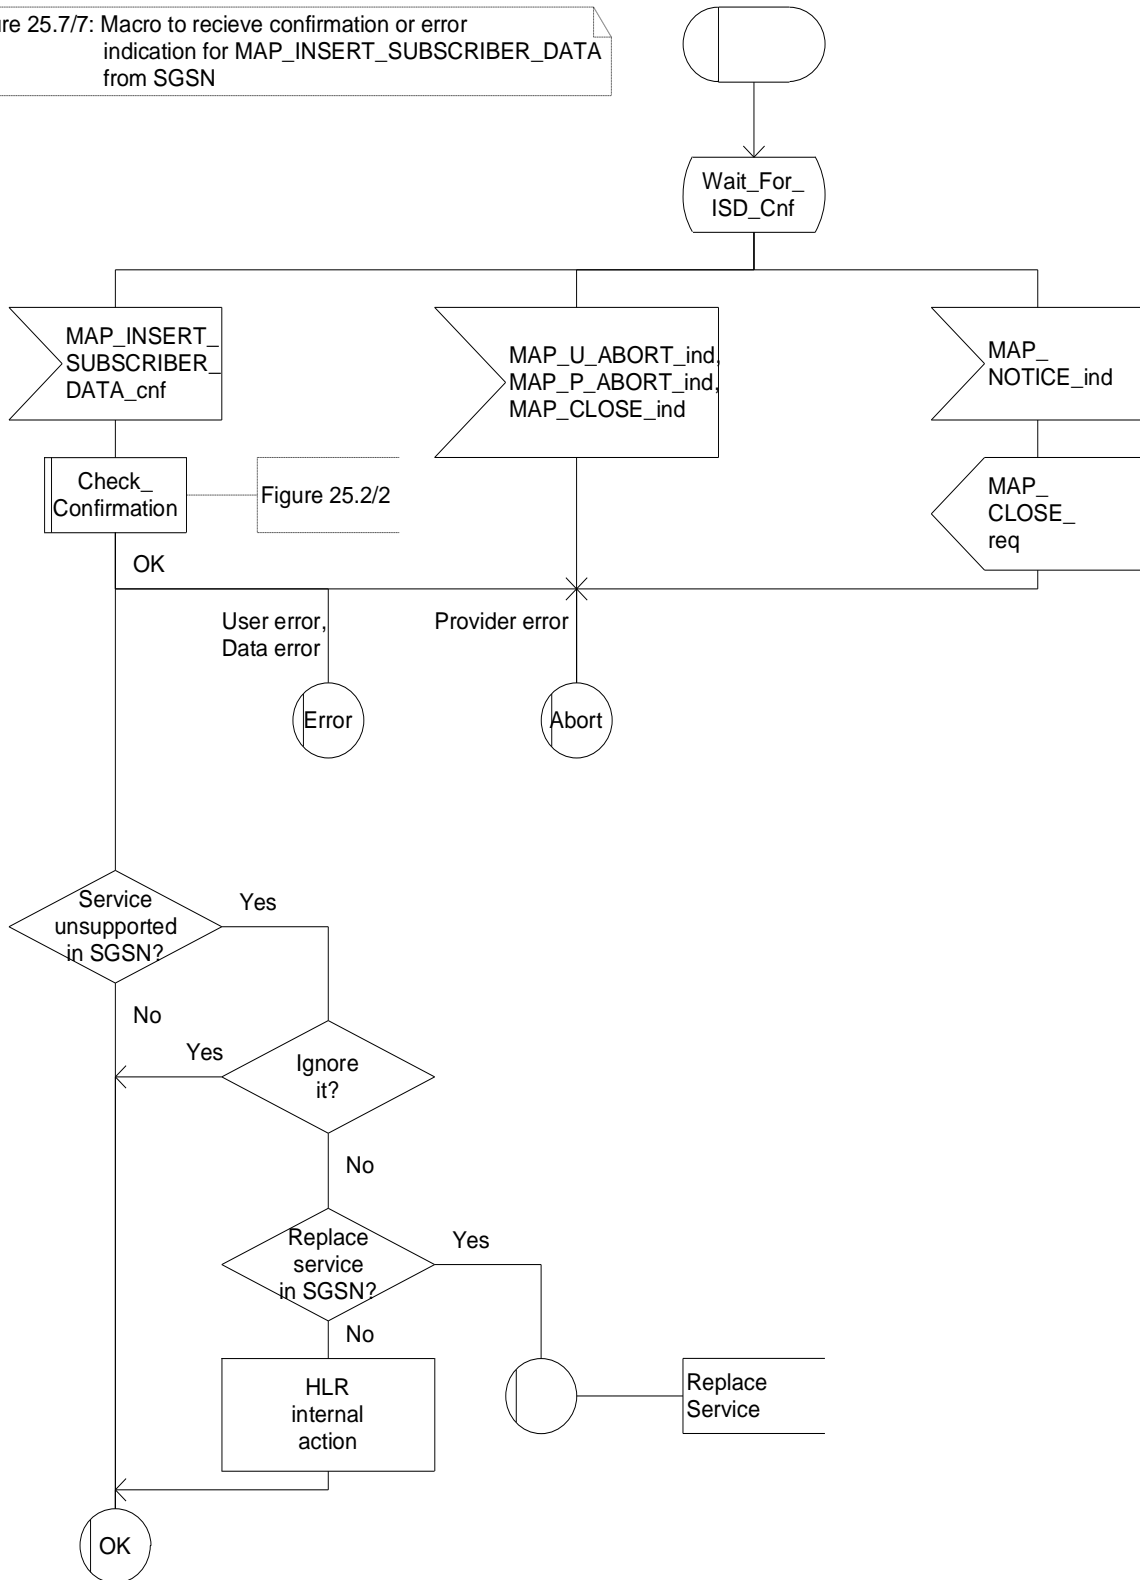 re 25.7/7: Macro to recieve confirmation or error
indication for MAP_INSERT_SUBSCRIBER_DATA
from SGSN
Wait_For_
ISD_Cnf
MAP_INSERT_
SUBSCRIBER_
DATA_cnf
MAP_U_ABORT_ind,
MAP_P_ABORT_ind,
MAP_CLOSE_ind
MAP_
NOTICE_ind
Check_
Confirmation
Figure 25.2/2
MAP_
CLOSE_
req
OK
User error,
Data error
Provider error
Error
Abort
Service
unsupported
in SGSN?
Yes
No
Yes
Ignore
it?
No
Replace
service
in SGSN?
Yes
No
HLR
internal
action
Replace
Service
OK